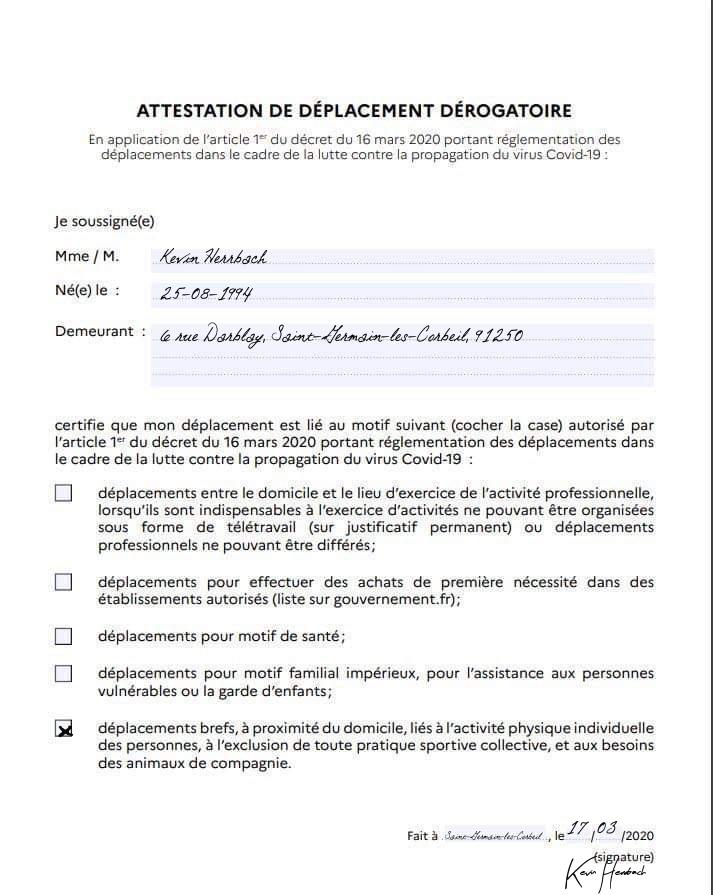 ATTESTATION DE DÉPLACEMENT DÉROGATOIRE
En application de l'article 1er du décret du 16 mars 2020 portant réglementation des
déplacements dans le cadre de la lutte contre la propagation du virus Covid-19 :
Je soussigné(e)
Mme / M. Kevin Herrbach
Né(e) le : 25-08-1994
Demeurant : 6 rue Darblay, Saint-Germain-les-Corbeil, 91250
certifie que mon déplacement est lié au motif suivant (cocher la case) autorisé par
l'article 1er du décret du 16 mars 2020 portant réglementation des déplacements dans
le cadre de la lutte contre la propagation du virus Covid-19 :
déplacements entre le domicile et le lieu d'exercice de l'activité professionnelle,
lorsqu'ils sont indispensables à l'exercice d'activités ne pouvant être organisées
sous forme de télétravail (sur justificatif permanent) ou déplacements
professionnels ne pouvant être différés;
déplacements pour effectuer des achats de première nécessité dans des
établissements autorisés (liste sur gouvernement.fr);
déplacements pour motif de santé;
déplacements pour motif familial impérieux, pour l'assistance aux personnes
vulnérables ou la garde d'enfants;
déplacements brefs, à proximité du domicile, liés à l'activité physique individuelle
des personnes, à l'exclusion de toute pratique sportive collective, et aux besoins
des animaux de compagnie.
Fait à Saint-Germain-les-Corbeil, le 17/03/2020
(signature)
Kevin Herrbach